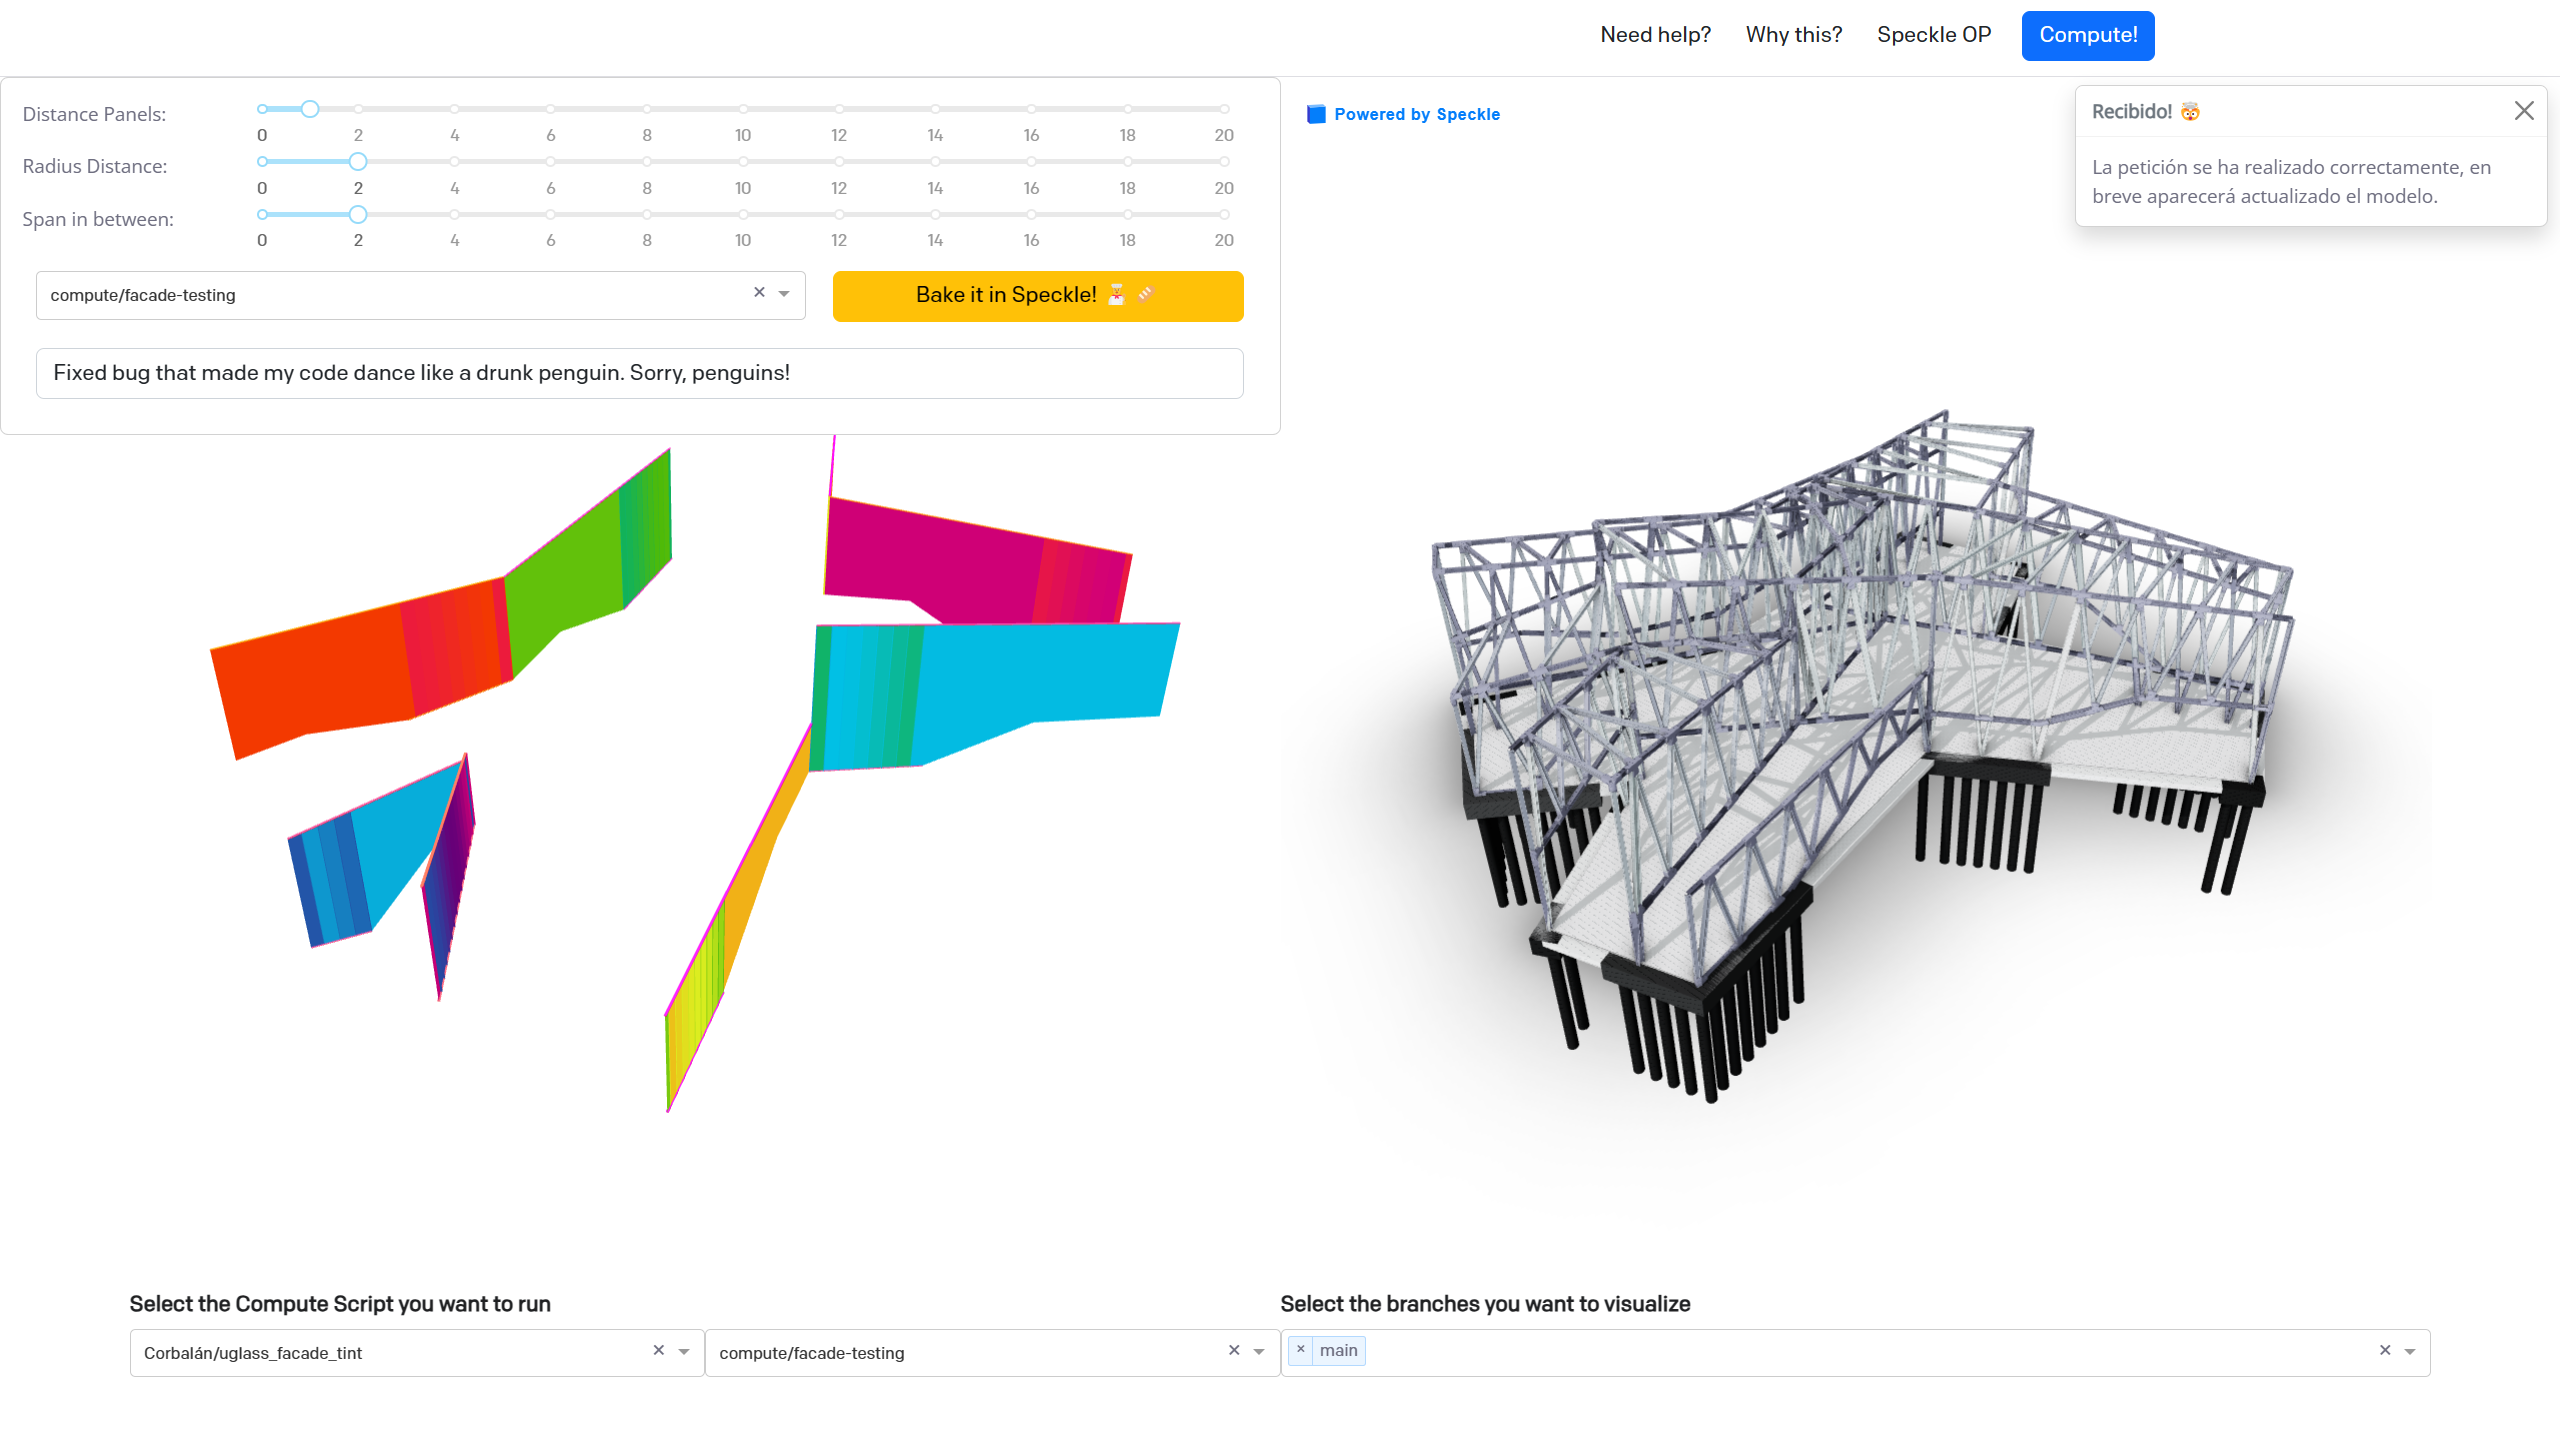 Need help? Why this? Speckle OP Compute!
Distance Panels:
0 2 4 6 8 10 12 14 16 18 20
Radius Distance:
0 2 4 6 8 10 12 14 16 18 20
Span in between:
0 2 4 6 8 10 12 14 16 18 20
compute/facade-testing
Bake it in Speckle! 👨‍🍳 🥖
Fixed bug that made my code dance like a drunk penguin. Sorry, penguins!
Powered by Speckle
Recibido! 🤯
La petición se ha realizado correctamente, en
breve aparecerá actualizado el modelo.
Select the Compute Script you want to run
Corbalán/uglass_facade_tint
compute/facade-testing
Select the branches you want to visualize
× main